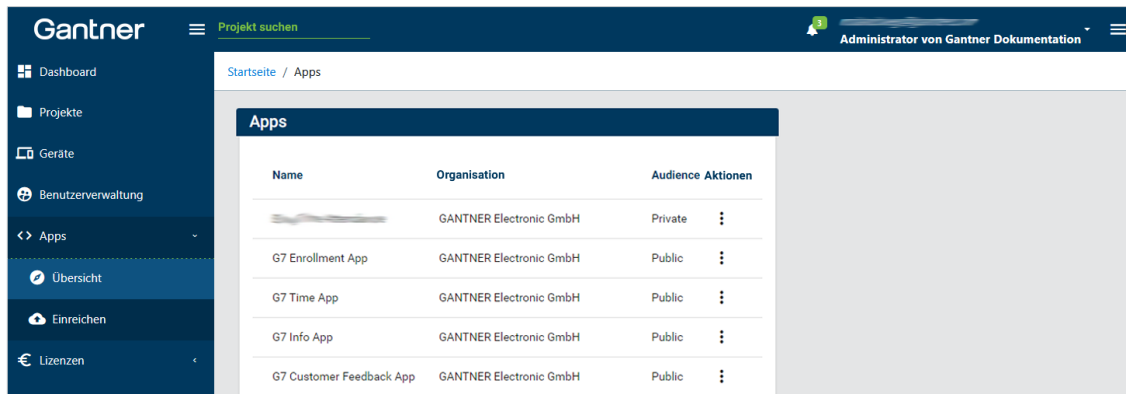 Gantner
Projekt suchen
3
Administrator von Gantner Dokumentation
Dashboard
Projekte
Geräte
Benutzerverwaltung
Apps
Übersicht
Einreichen
Lizenzen
Startseite / Apps
Apps
Name Organisation Audience Aktionen
GANTNER Electronic GmbH Private
G7 Enrollment App GANTNER Electronic GmbH Public
G7 Time App GANTNER Electronic GmbH Public
G7 Info App GANTNER Electronic GmbH Public
G7 Customer Feedback App GANTNER Electronic GmbH Public